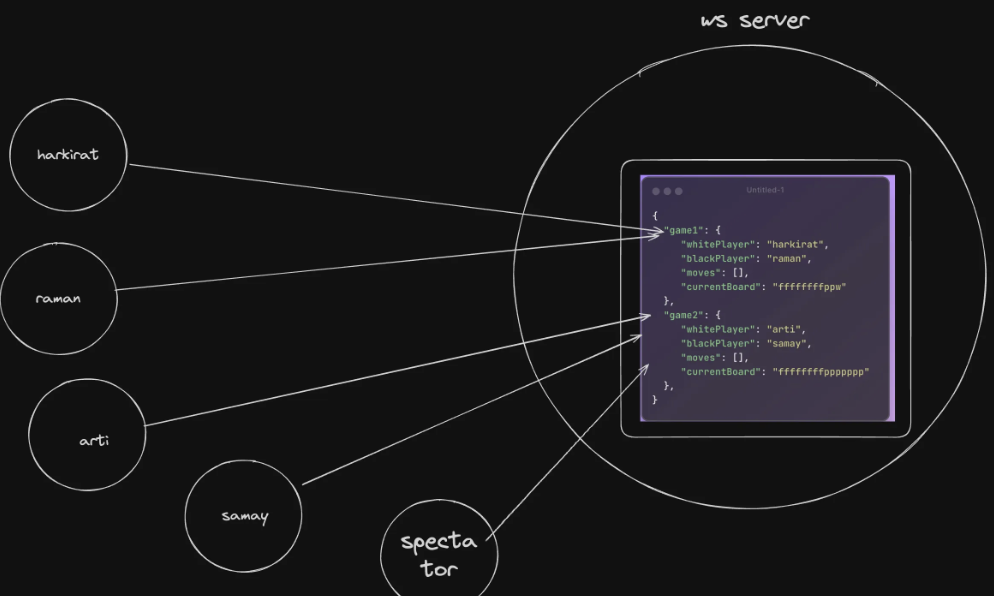 ws server
harkirat
raman
arti
samay
specta
tor
Untitled-1
{
"game1": {
"whitePlayer": "harkirat",
"blackPlayer": "raman",
"moves": [],
"currentBoard": "ffffffffppw"
},
"game2": {
"whitePlayer": "arti",
"blackPlayer": "samay",
"moves": [],
"currentBoard": "ffffffffppppppp"
},
}